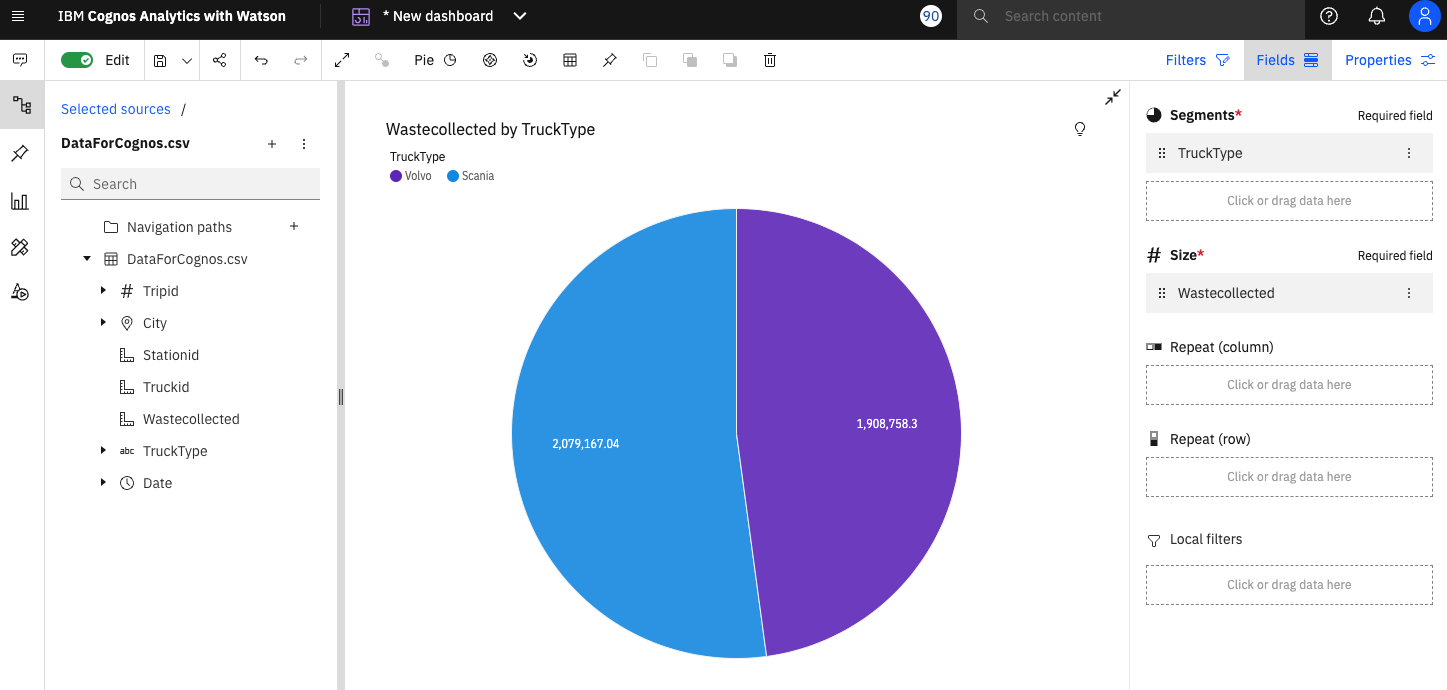 IBM Cognos Analytics with Watson
* New dashboard
90
Search content
Edit
Pie
Filters
Fields
Properties
Selected sources /
DataForCognos.csv
Search
Navigation paths
DataForCognos.csv
Tripid
City
Stationid
Truckid
Wastecollected
abc TruckType
Date
Wastecollected by TruckType
TruckType
Volvo Scania
1,908,758.3
2,079,167.04
Segments* Required field
TruckType
Click or drag data here
# Size* Required field
Wastecollected
Repeat (column)
Click or drag data here
Repeat (row)
Click or drag data here
Local filters
Click or drag data here